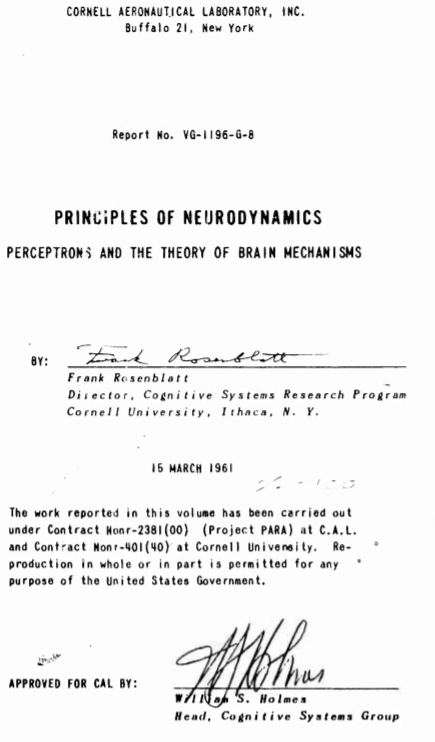 CORNELL AERONAUTICAL LABORATORY, INC.
Buffalo 21, New York
Report No. VG-1196-G-8
PRINCIPLES OF NEURODYNAMICS
PERCEPTRONS AND THE THEORY OF BRAIN MECHANISMS
BY: Frank Rosenblatt
Frank Rosenblatt
Director, Cognitive Systems Research Program
Cornell University, Ithaca, N. Y.
15 MARCH 1961
The work reported in this volume has been carried out
under Contract Nonr-2381(00) (Project PARA) at C.A.L.
and Contract Nonr-401(40) at Cornell University. Re-
production in whole or in part is permitted for any
purpose of the United States Government.
APPROVED FOR CAL BY:
William S. Holmes
Head, Cognitive Systems Group